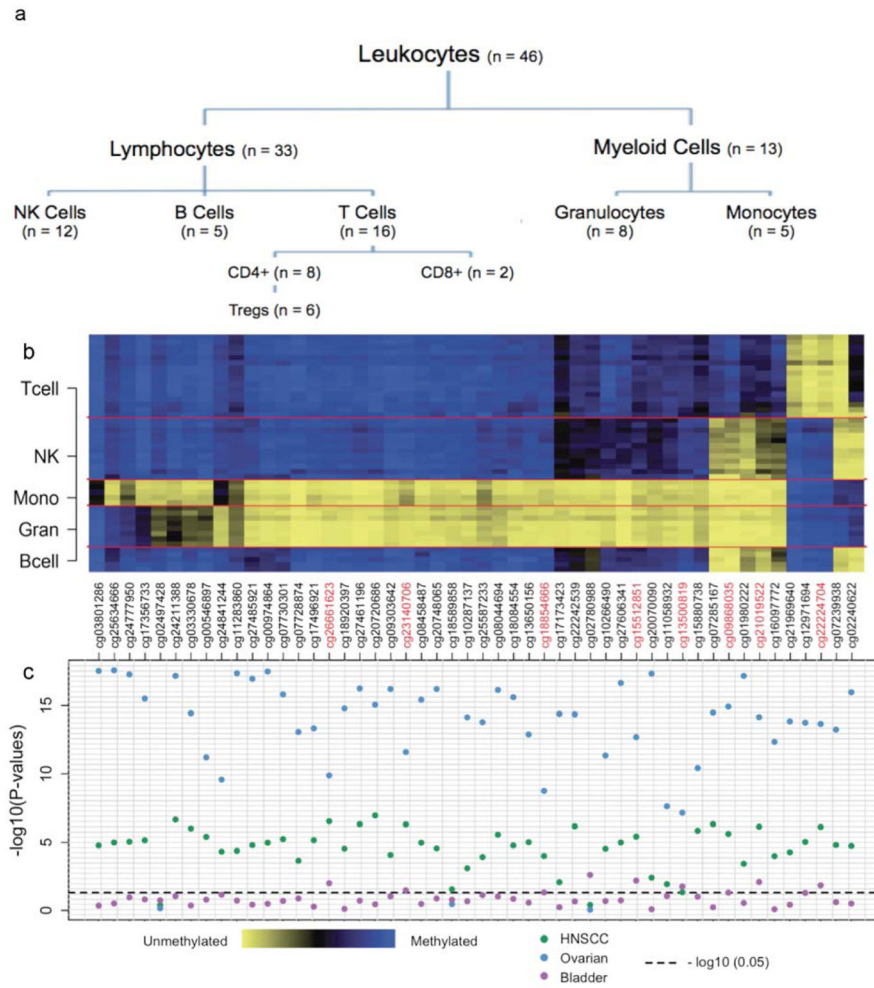 a
Leukocytes (n = 46)
Lymphocytes (n = 33)
Myeloid Cells (n = 13)
NK Cells
(n = 12)
B Cells
(n = 5)
T Cells
(n = 16)
Granulocytes
(n = 8)
Monocytes
(n = 5)
CD4+ (n = 8)
CD8+ (n = 2)
Tregs (n = 6)
b
Tcell
NK
Mono
Gran
Bcell
cg03801286
cg25634666
cg24777950
cg17356733
cg02497428
cg24211388
cg03330678
cg00546897
cg24841244
cg11283860
cg27485921
cg00974864
cg07730301
cg07728874
cg17496921
cg26661623
cg18920397
cg27461196
cg20720686
cg09303642
cg23140706
cg08458487
cg20748065
cg18589858
cg10287137
cg25587233
cg08044694
cg18084554
cg13650156
cg18854666
cg17173423
cg22242539
cg02780988
cg10266490
cg27606341
cg15512851
cg20070090
cg11058932
cg13500819
cg15880738
cg07285167
cg09868035
cg01980222
cg21019522
cg16097772
cg22224704
cg21969640
cg12971694
cg07239938
cg02240622
c
-log10(P-values)
15
10
5
0
Unmethylated
Methylated
HNSCC
Ovarian
Bladder
- log10 (0.05)